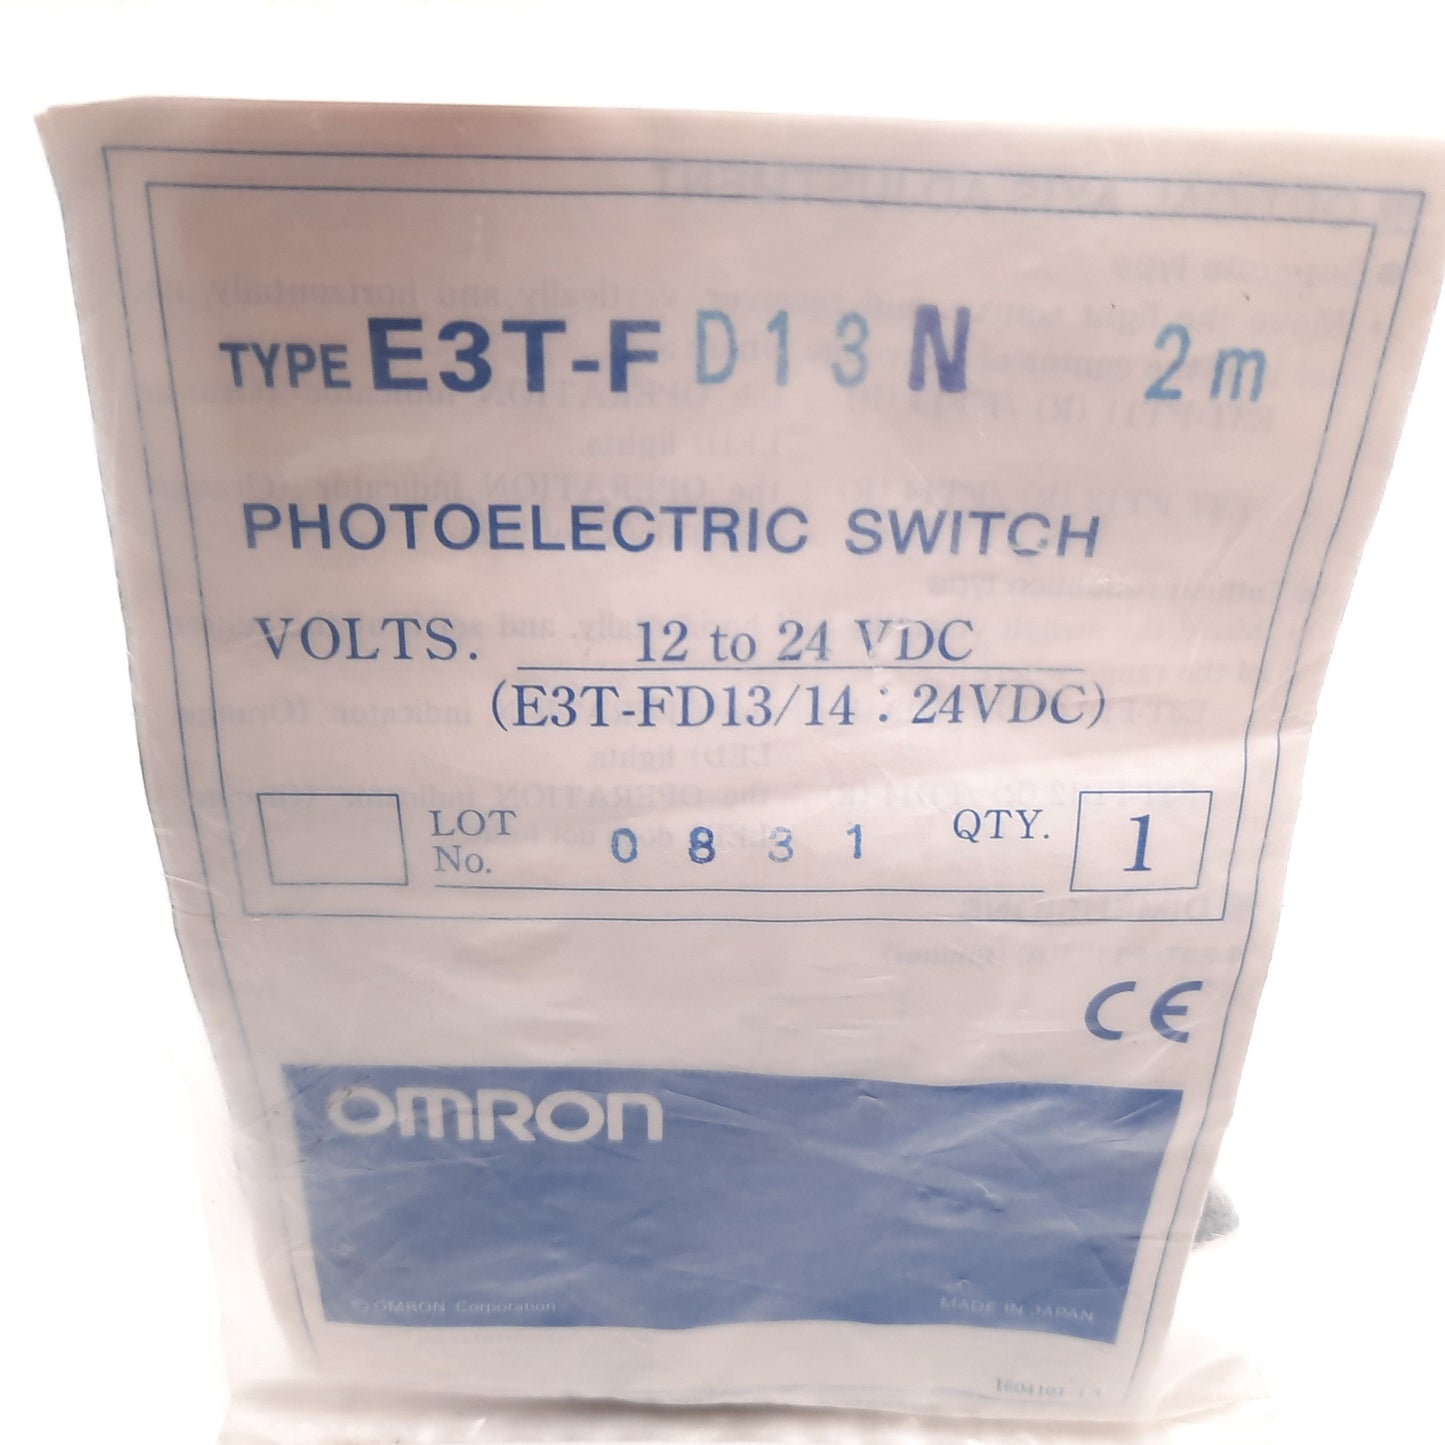 TYPE E3T-F D13 N 2m
PHOTOELECTRIC SWITCH
VOLTS. 12 to 24 VDC
(E3T-FD13/14 : 24VDC)
LOT No. 0831 QTY. 1
CE
OMRON
© OMRON Corporation MADE IN JAPAN